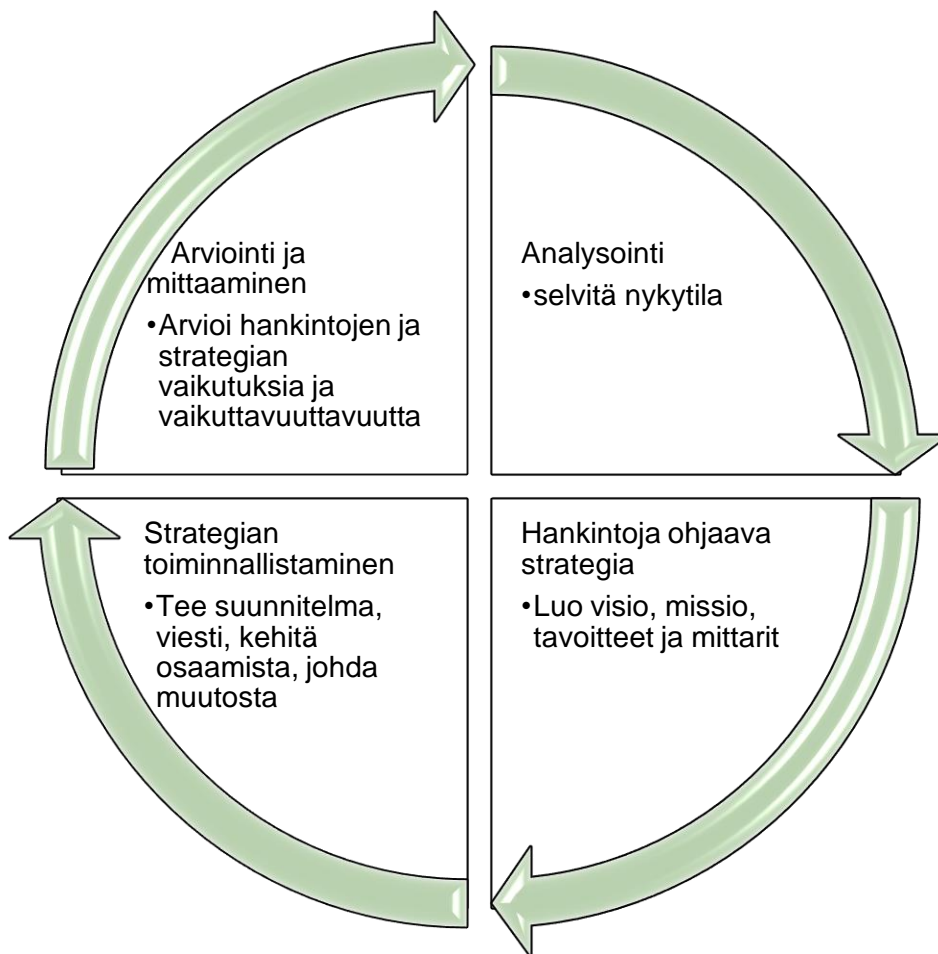 Arviointi ja
mittaaminen
•Arvioi hankintojen ja
strategian
vaikutuksia ja
vaikuttavuuttavuutta
Analysointi
•selvitä nykytila
Strategian
toiminnallistaminen
•Tee suunnitelma,
viesti, kehitä
osaamista, johda
muutosta
Hankintoja ohjaava
strategia
•Luo visio, missio,
tavoitteet ja mittarit